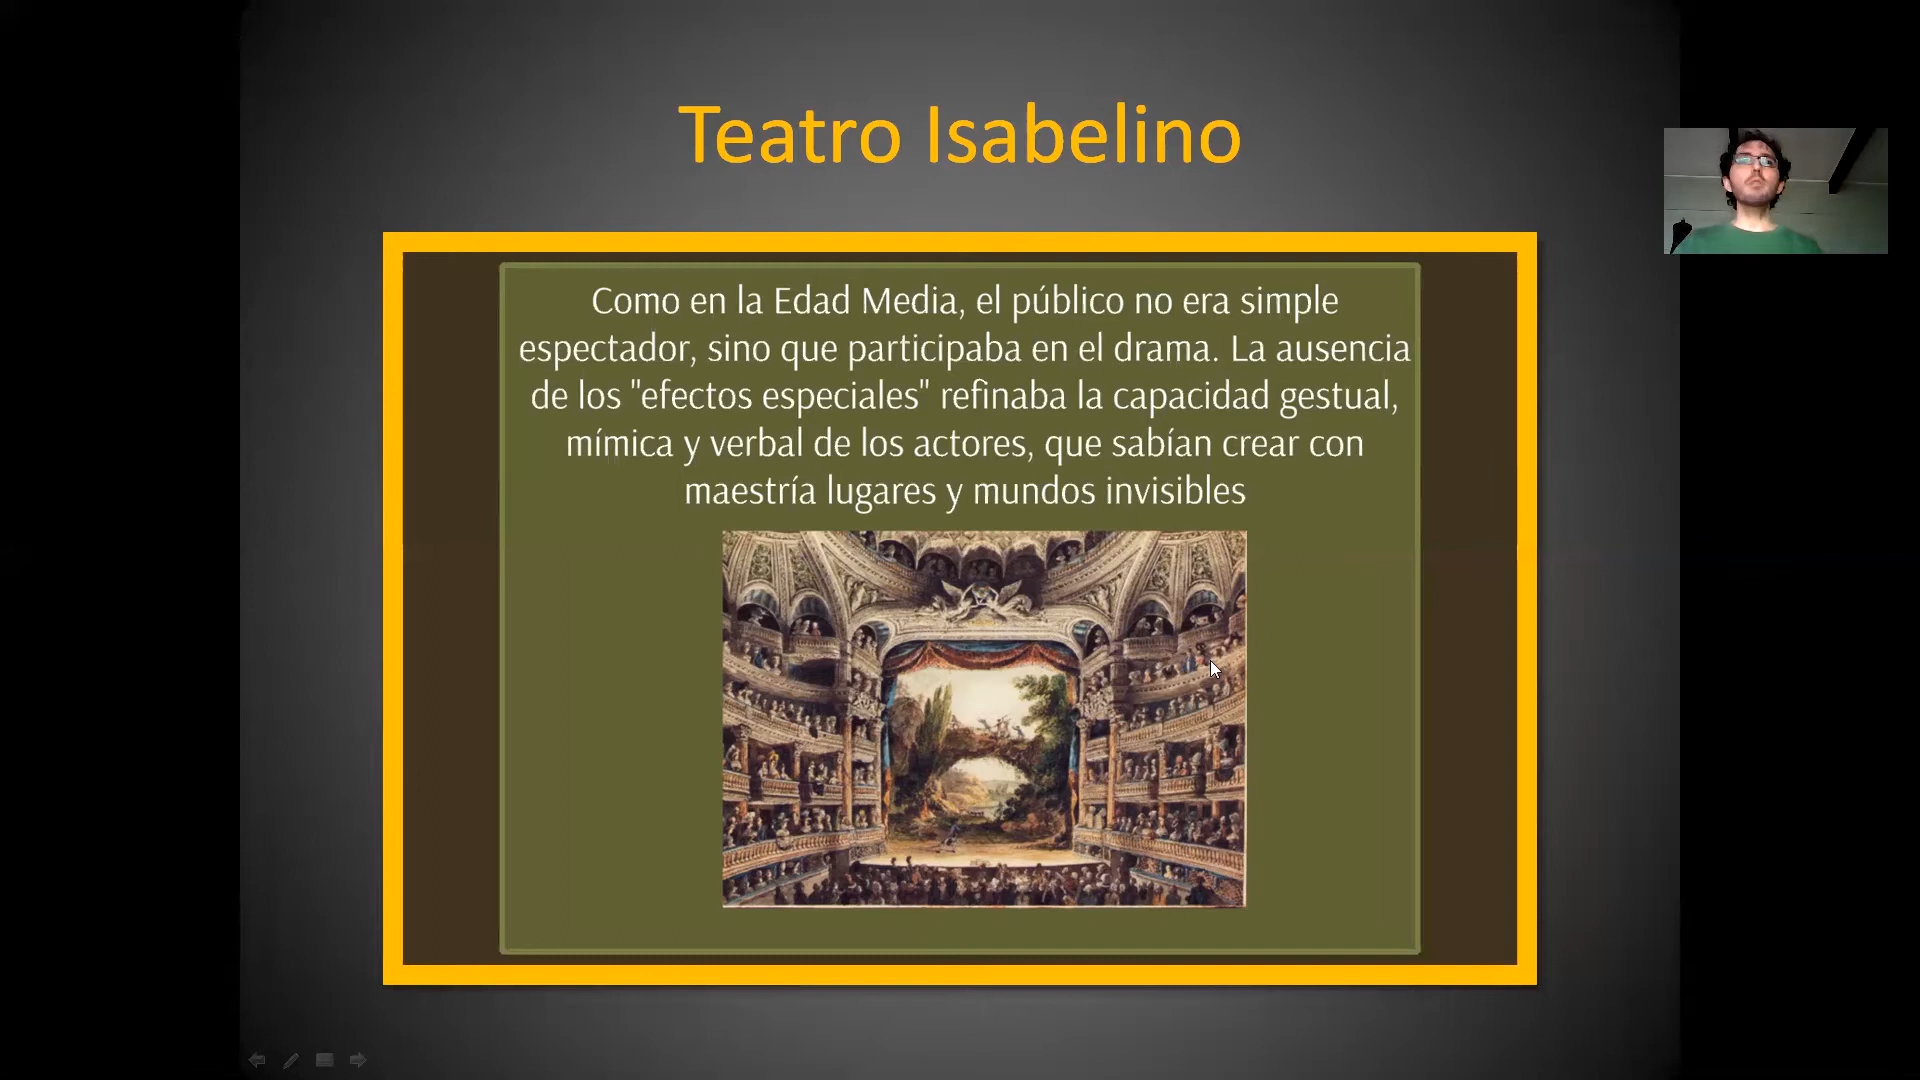 Teatro Isabelino
Como en la Edad Media, el público no era simple
espectador, sino que participaba en el drama. La ausencia
de los "efectos especiales" refinaba la capacidad gestual,
mímica y verbal de los actores, que sabían crear con
maestría lugares y mundos invisibles